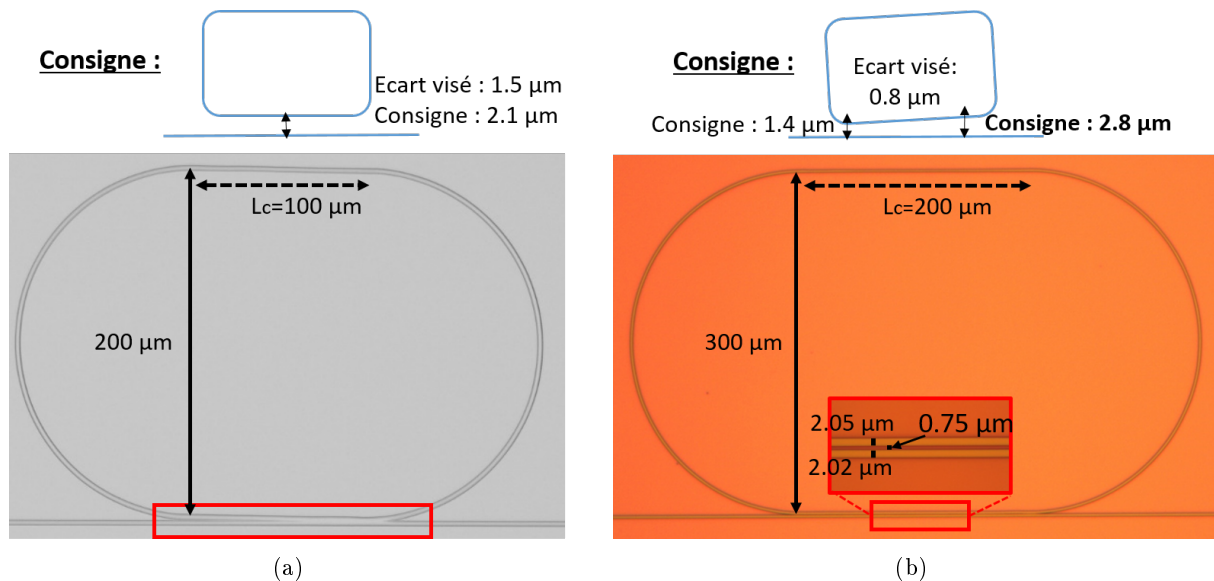 Consigne :
Ecart visé : 1.5 µm
Consigne : 2.1 µm
Lc=100 µm
200 µm
(a)
Consigne :
Ecart visé:
0.8 µm
Consigne : 1.4 µm
Consigne : 2.8 µm
Lc=200 µm
300 µm
2.05 µm
0.75 µm
2.02 µm
(b)